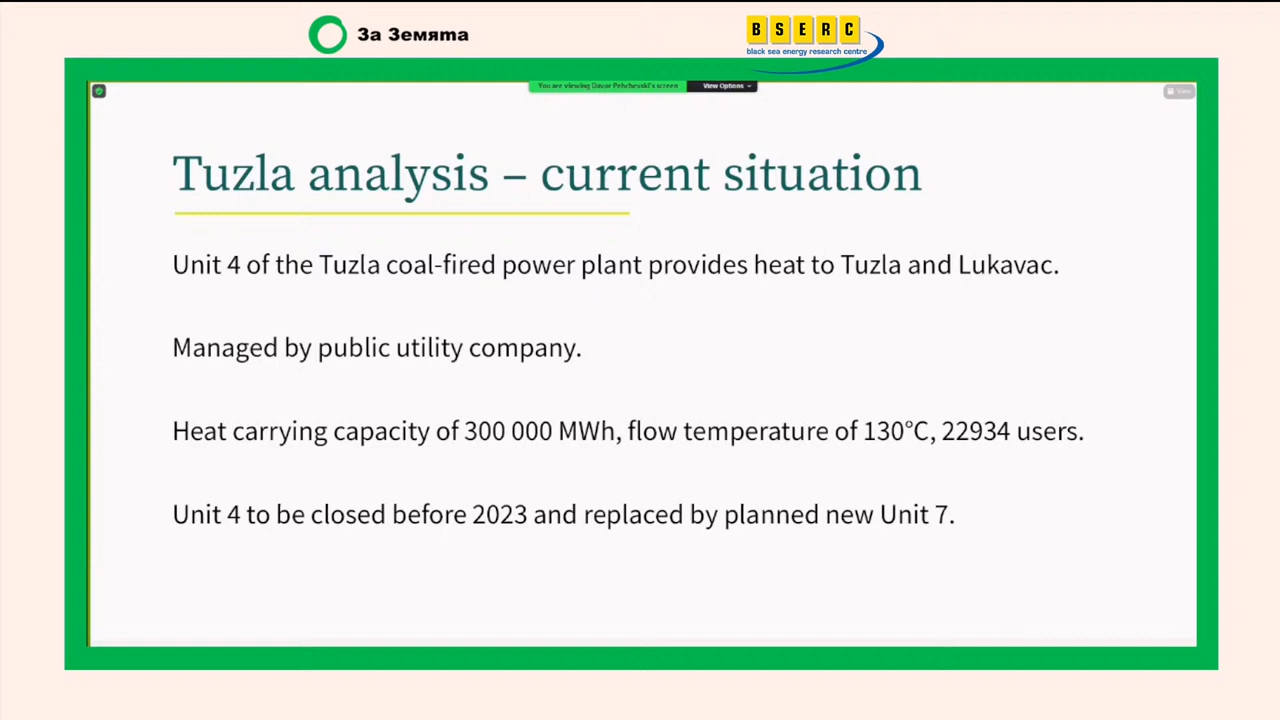 За Земята
BSERC
black sea energy research centre
You are viewing Davor Pehchevski's screen
View Options
View
Tuzla analysis – current situation
Unit 4 of the Tuzla coal-fired power plant provides heat to Tuzla and Lukavac.
Managed by public utility company.
Heat carrying capacity of 300 000 MWh, flow temperature of 130°C, 22934 users.
Unit 4 to be closed before 2023 and replaced by planned new Unit 7.